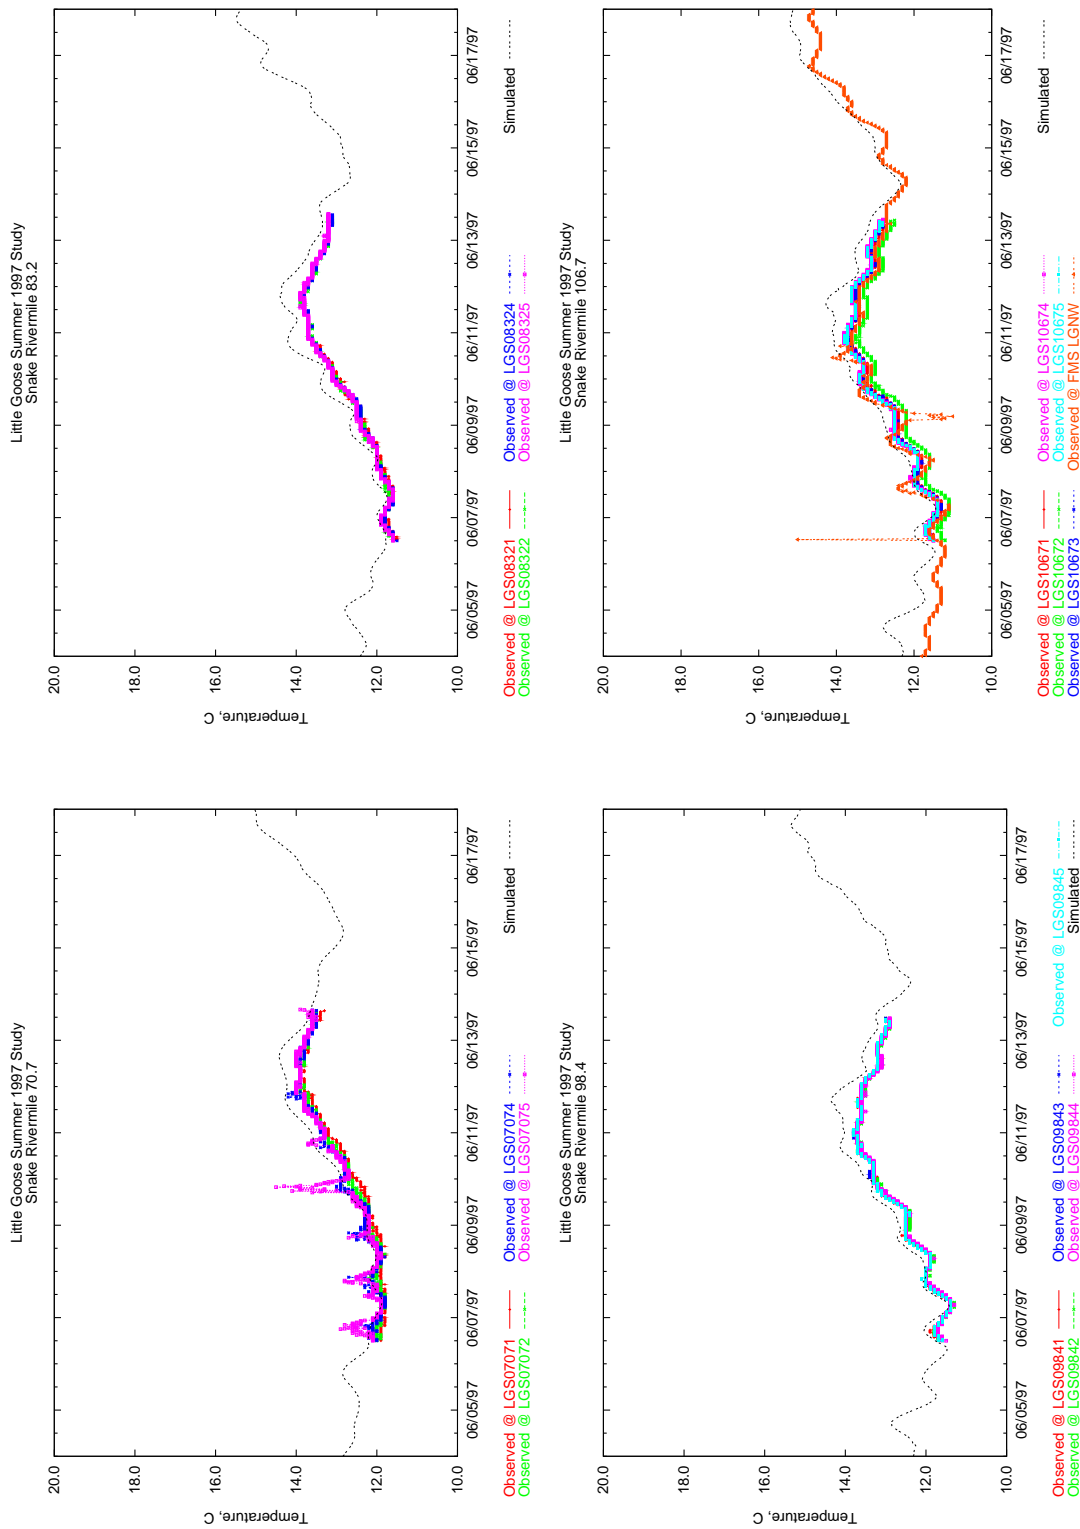 Little Goose Summer 1997 Study
Snake Rivermile 70.7
20.0
18.0
16.0
14.0
12.0
10.0
Temperature, C
06/05/97 06/07/97 06/09/97 06/11/97 06/13/97 06/15/97 06/17/97
Observed @ LGS07071 Observed @ LGS07074 Simulated
Observed @ LGS07072 Observed @ LGS07075
Little Goose Summer 1997 Study
Snake Rivermile 83.2
20.0
18.0
16.0
14.0
12.0
10.0
Temperature, C
06/05/97 06/07/97 06/09/97 06/11/97 06/13/97 06/15/97 06/17/97
Observed @ LGS08321 Observed @ LGS08324 Simulated
Observed @ LGS08322 Observed @ LGS08325
Little Goose Summer 1997 Study
Snake Rivermile 98.4
20.0
18.0
16.0
14.0
12.0
10.0
Temperature, C
06/05/97 06/07/97 06/09/97 06/11/97 06/13/97 06/15/97 06/17/97
Observed @ LGS09841 Observed @ LGS09843 Observed @ LGS09845
Observed @ LGS09842 Observed @ LGS09844 Simulated
Little Goose Summer 1997 Study
Snake Rivermile 106.7
20.0
18.0
16.0
14.0
12.0
10.0
Temperature, C
06/05/97 06/07/97 06/09/97 06/11/97 06/13/97 06/15/97 06/17/97
Observed @ LGS10671 Observed @ LGS10674 Simulated
Observed @ LGS10672 Observed @ LGS10675
Observed @ LGS10673 Observed @ FMS LGNW